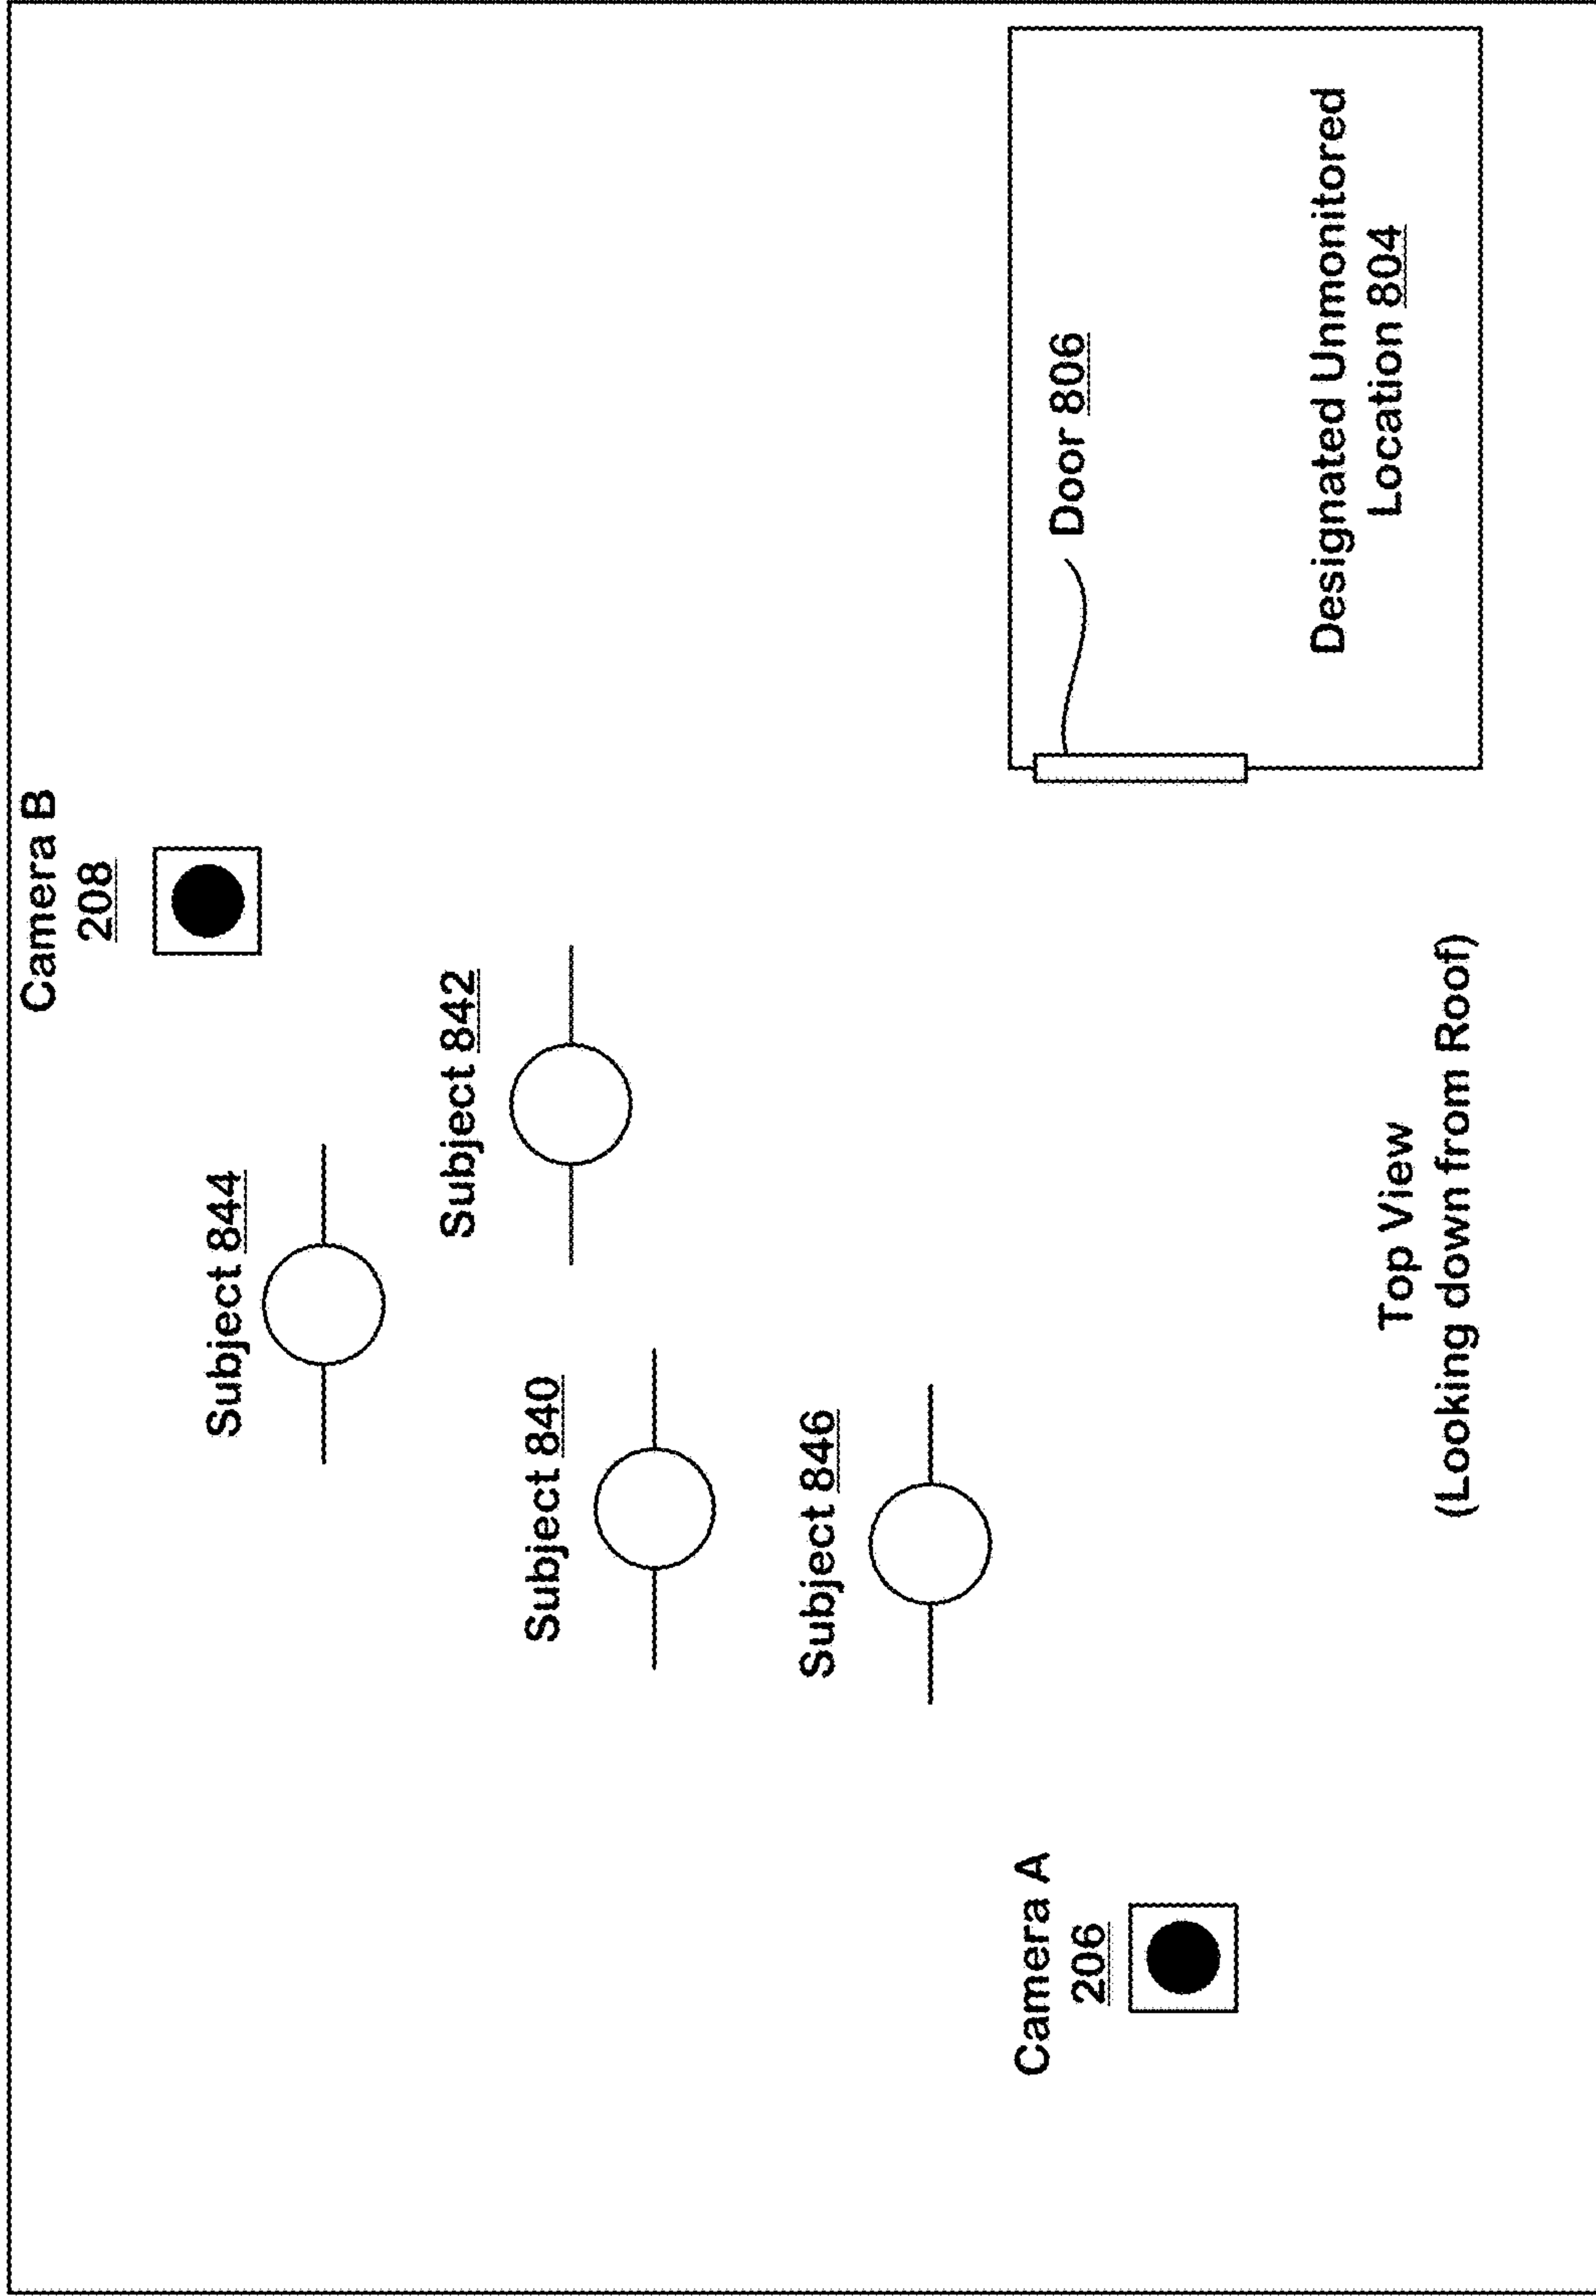 Camera B
208
Subject 844
Subject 842
Subject 840
Subject 846
Camera A
206
Door 806
Designated Unmonitored
Location 804
Top View
(Looking down from Roof)